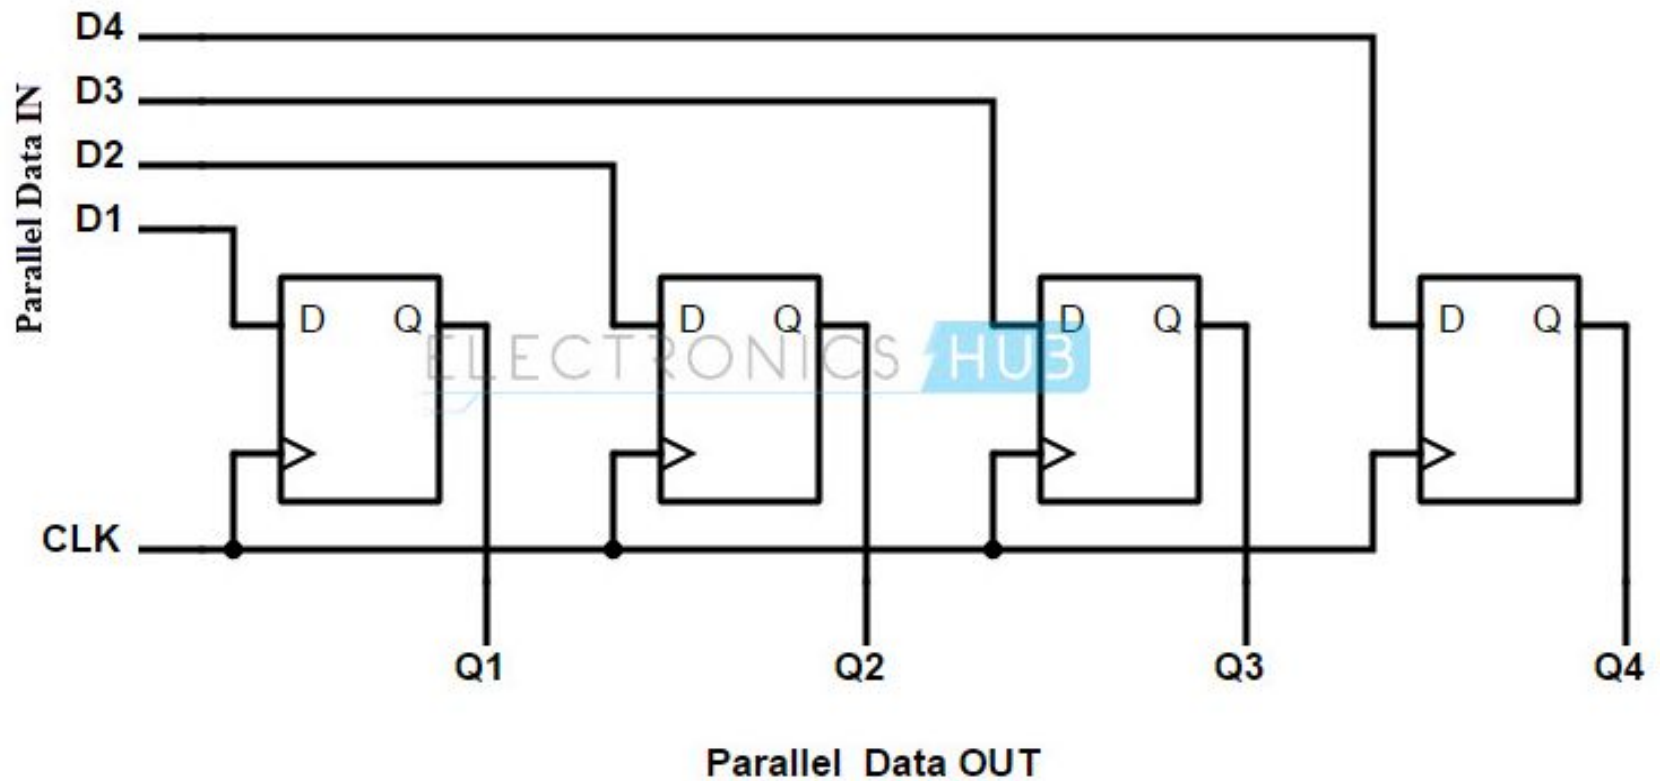 D4
D3
D2
D1
Parallel Data IN
D Q
D Q
D Q
D Q
ELECTRONICS HUB
CLK
Q1
Q2
Q3
Q4
Parallel Data OUT